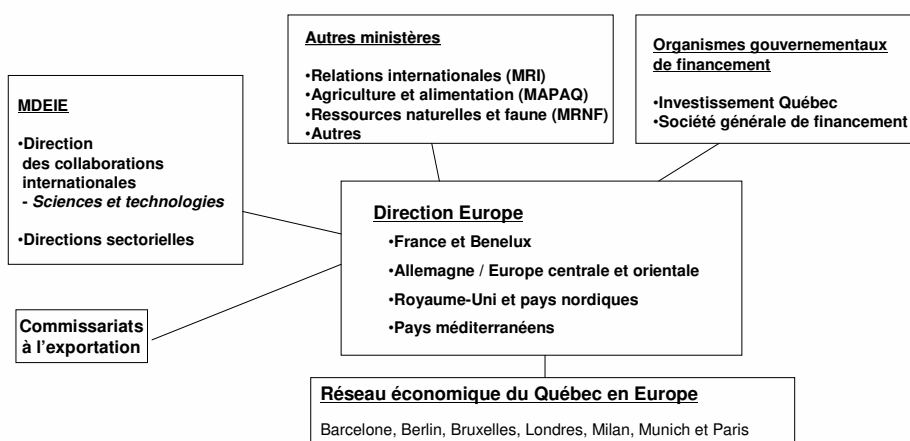 Autres ministères
•Relations internationales (MRI)
•Agriculture et alimentation (MAPAQ)
•Ressources naturelles et faune (MRNF)
•Autres
Organismes gouvernementaux
de financement
•Investissement Québec
•Société générale de financement
MDEIE
•Direction
des collaborations
internationales
- Sciences et technologies
•Directions sectorielles
Direction Europe
•France et Benelux
•Allemagne / Europe centrale et orientale
•Royaume-Uni et pays nordiques
•Pays méditerranéens
Commissariats
à l’exportation
Réseau économique du Québec en Europe
Barcelone, Berlin, Bruxelles, Londres, Milan, Munich et Paris